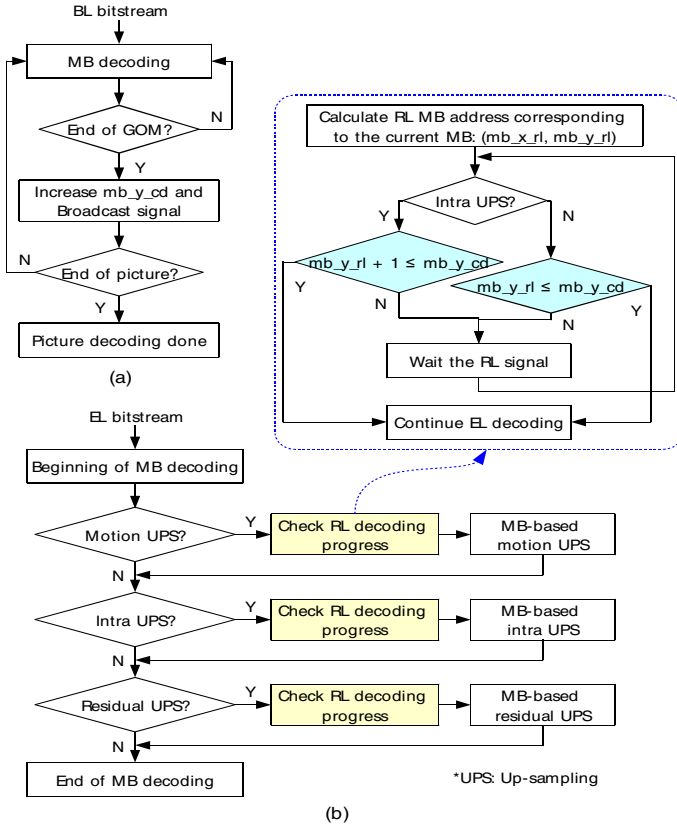 BL bitstream
MB decoding
End of GOM?
N
Y
Increase mb_y_cd and
Broadcast signal
N
End of picture?
Y
Picture decoding done
(a)
Calculate RL MB address corresponding
to the current MB: (mb_x_rl, mb_y_rl)
Intra UPS?
Y
N
mb_y_rl + 1 ≤ mb_y_cd
mb_y_rl ≤ mb_y_cd
Y
N
N
Y
Wait the RL signal
Continue EL decoding
EL bitstream
Beginning of MB decoding
Motion UPS?
Y
Check RL decoding
progress
MB-based
motion UPS
N
Intra UPS?
Y
Check RL decoding
progress
MB-based
intra UPS
N
Residual UPS?
Y
Check RL decoding
progress
MB-based
residual UPS
N
End of MB decoding
*UPS: Up-sampling
(b)